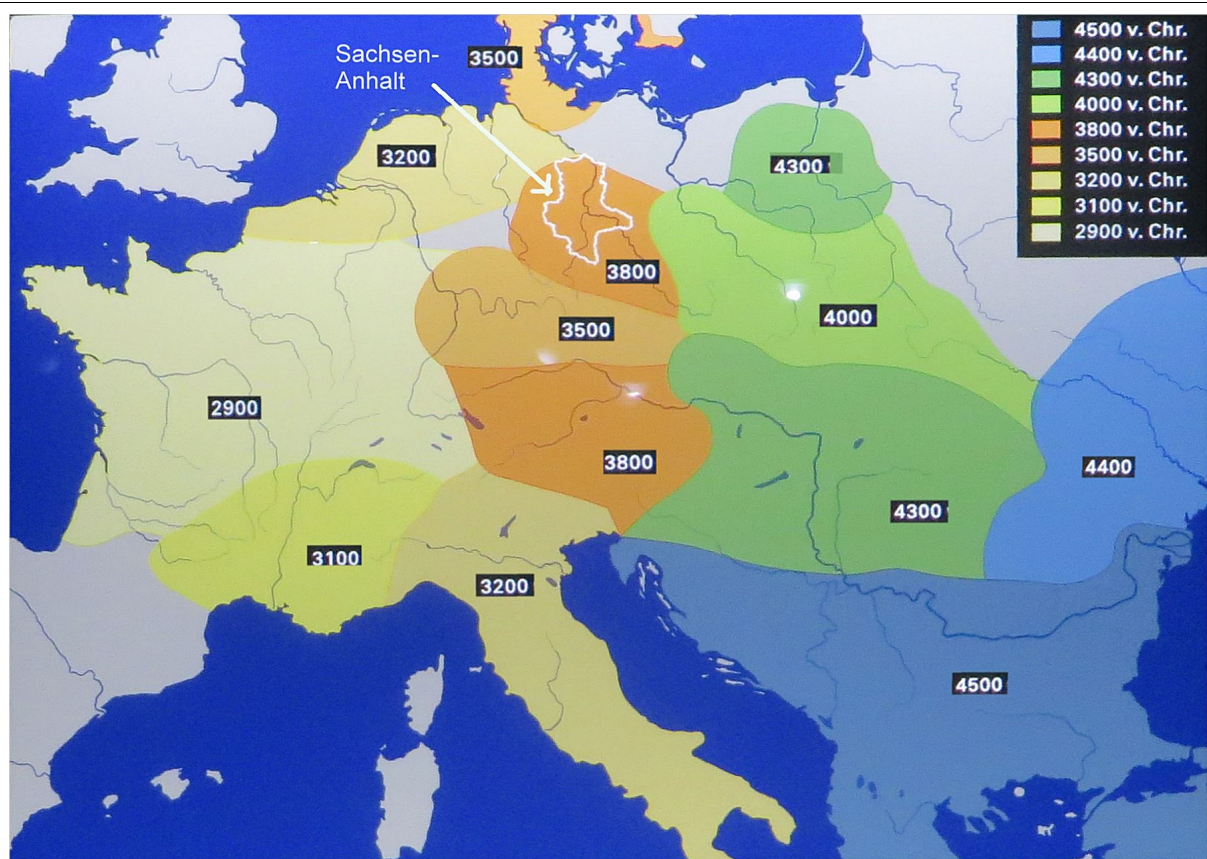 Sachsen-
Anhalt
3500
3200
4300
3800
3500
4000
2900
3800
4400
4300
3100
3200
4500
4500 v. Chr.
4400 v. Chr.
4300 v. Chr.
4000 v. Chr.
3800 v. Chr.
3500 v. Chr.
3200 v. Chr.
3100 v. Chr.
2900 v. Chr.